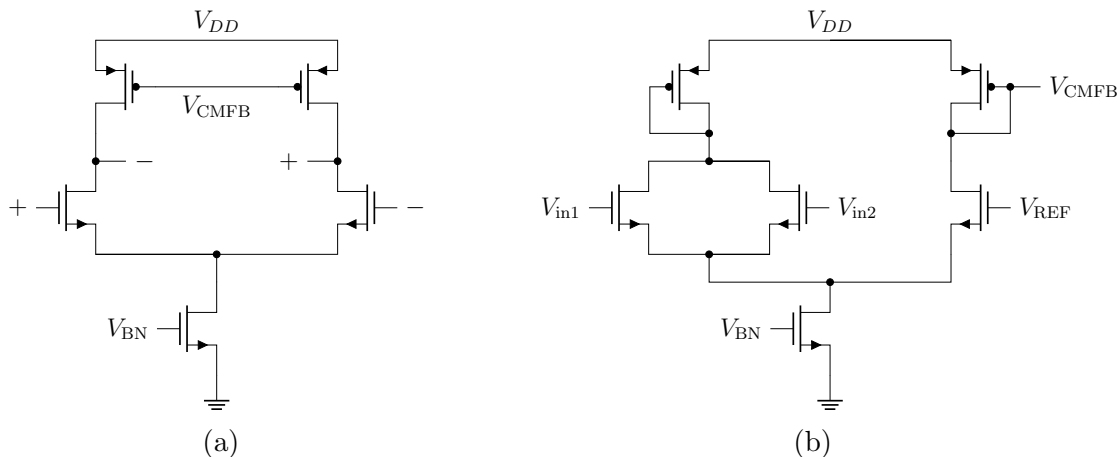 V_DD
V_CMFB
− +
+ −
V_BN
(a)
V_DD
V_CMFB
V_in1 V_in2 V_REF
V_BN
(b)